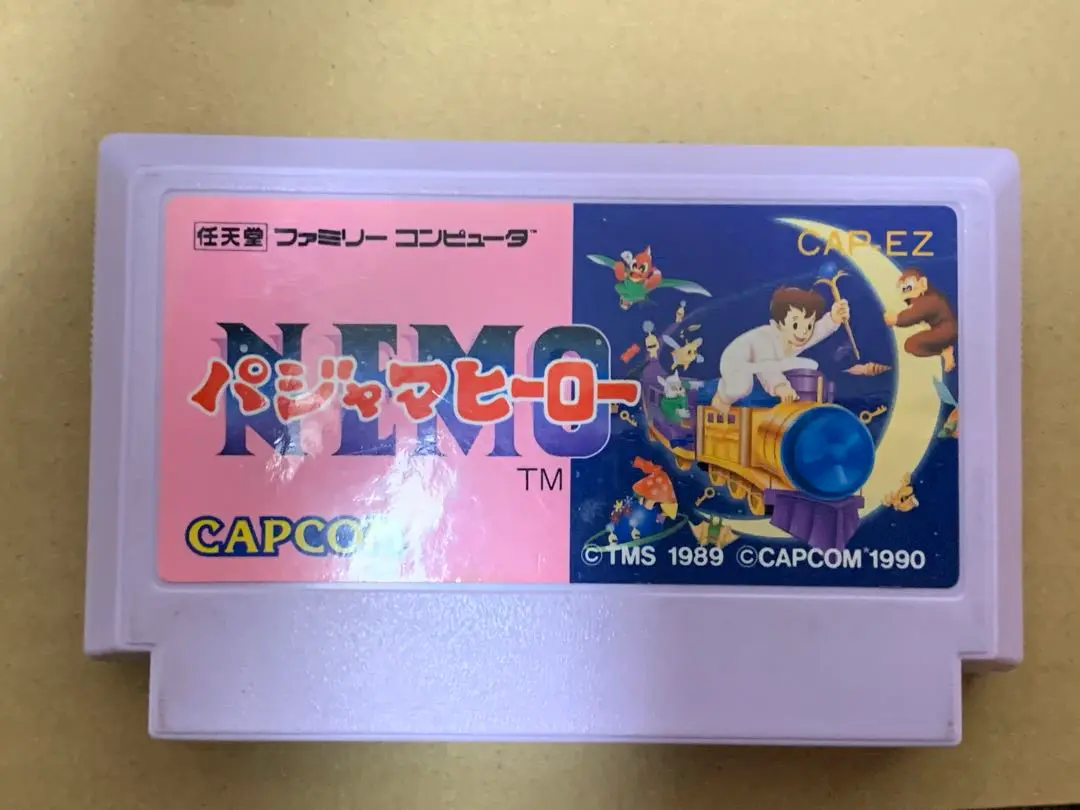 任天堂 ファミリー コンピュータ™
CAP-EZ
NEMO
パジャマヒーロー
TM
CAPCOM
©TMS 1989 ©CAPCOM 1990